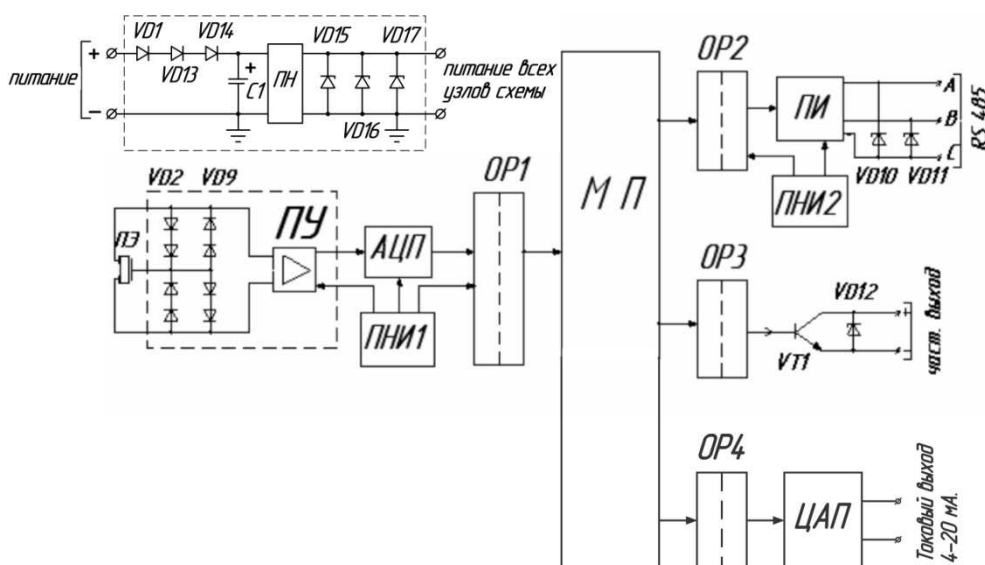 VD1
VD14
VD15
VD17
+
+
+
питание
VD13
C1
ПН
питание всех
узлов схемы
−
−
VD16
VD2
VD9
ПЭ
ПУ
АЦП
ПНИ1
ОР1
М П
ОР2
ПИ
A
B
C
RS 485
ПНИ2
VD10
VD11
ОР3
VD12
VT1
+
−
част. выход
ОР4
ЦАП
Токовый выход
4-20 мА.